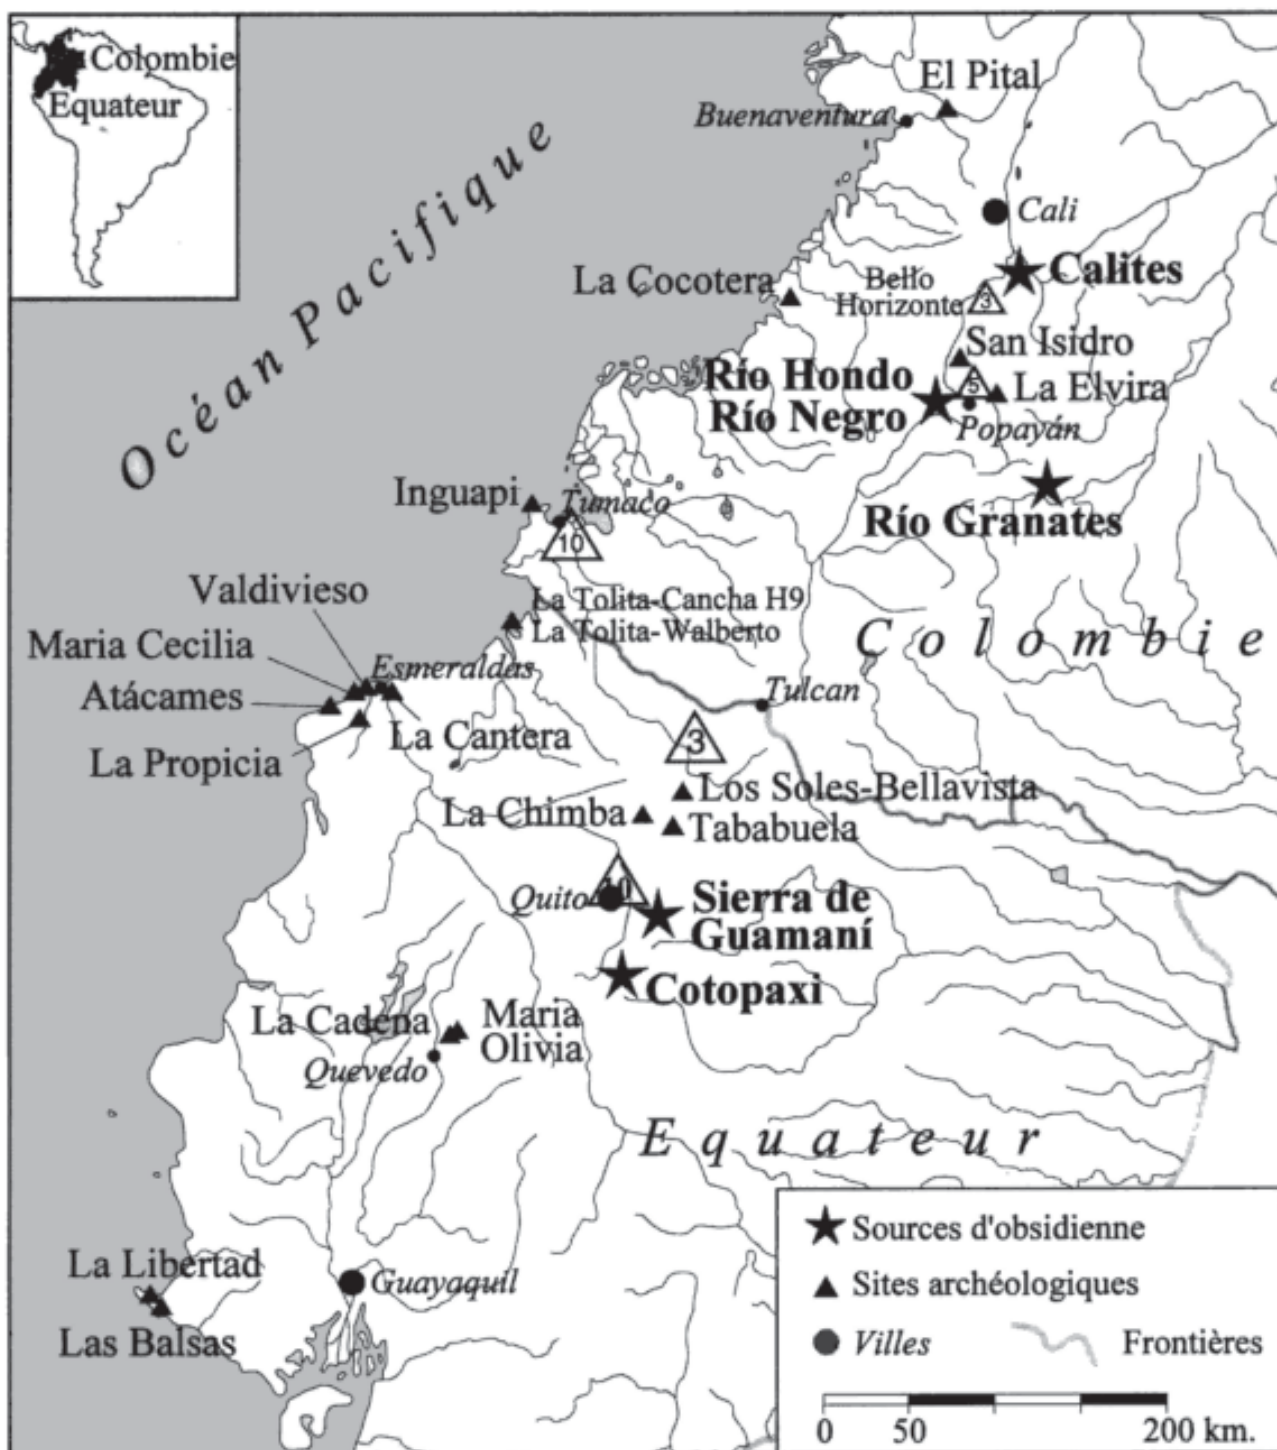 Colombie
Equateur
Océan Pacifique
El Pital
Buenaventura
Cali
Calites
La Cocotera
Bello
Horizonte
3
San Isidro
Río Hondo
Río Negro
5
La Elvira
Popayán
Río Granates
Inguapi
Tumaco
10
Valdivieso
La Tolita-Cancha H9
La Tolita-Walberto
Colombie
Maria Cecilia
Esmeraldas
Atácames
Tulcan
La Cantera
La Propicia
3
Los Soles-Bellavista
La Chimba
Tababuela
10
Quito
Sierra de
Guamaní
Cotopaxi
La Cadena
Maria
Olivia
Quevedo
Equateur
La Libertad
Guayaquil
Las Balsas
Sources d'obsidienne
Sites archéologiques
Villes
Frontières
0 50 200 km.